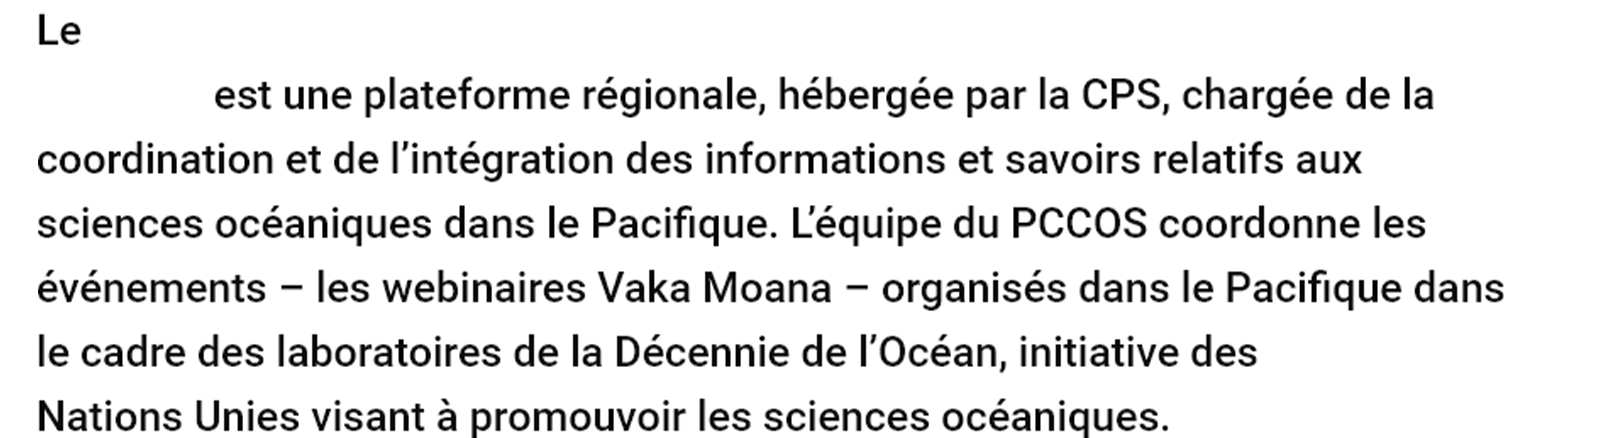 Le
est une plateforme régionale, hébergée par la CPS, chargée de la
coordination et de l’intégration des informations et savoirs relatifs aux
sciences océaniques dans le Pacifique. L’équipe du PCCOS coordonne les
événements – les webinaires Vaka Moana – organisés dans le Pacifique dans
le cadre des laboratoires de la Décennie de l’Océan, initiative des
Nations Unies visant à promouvoir les sciences océaniques.